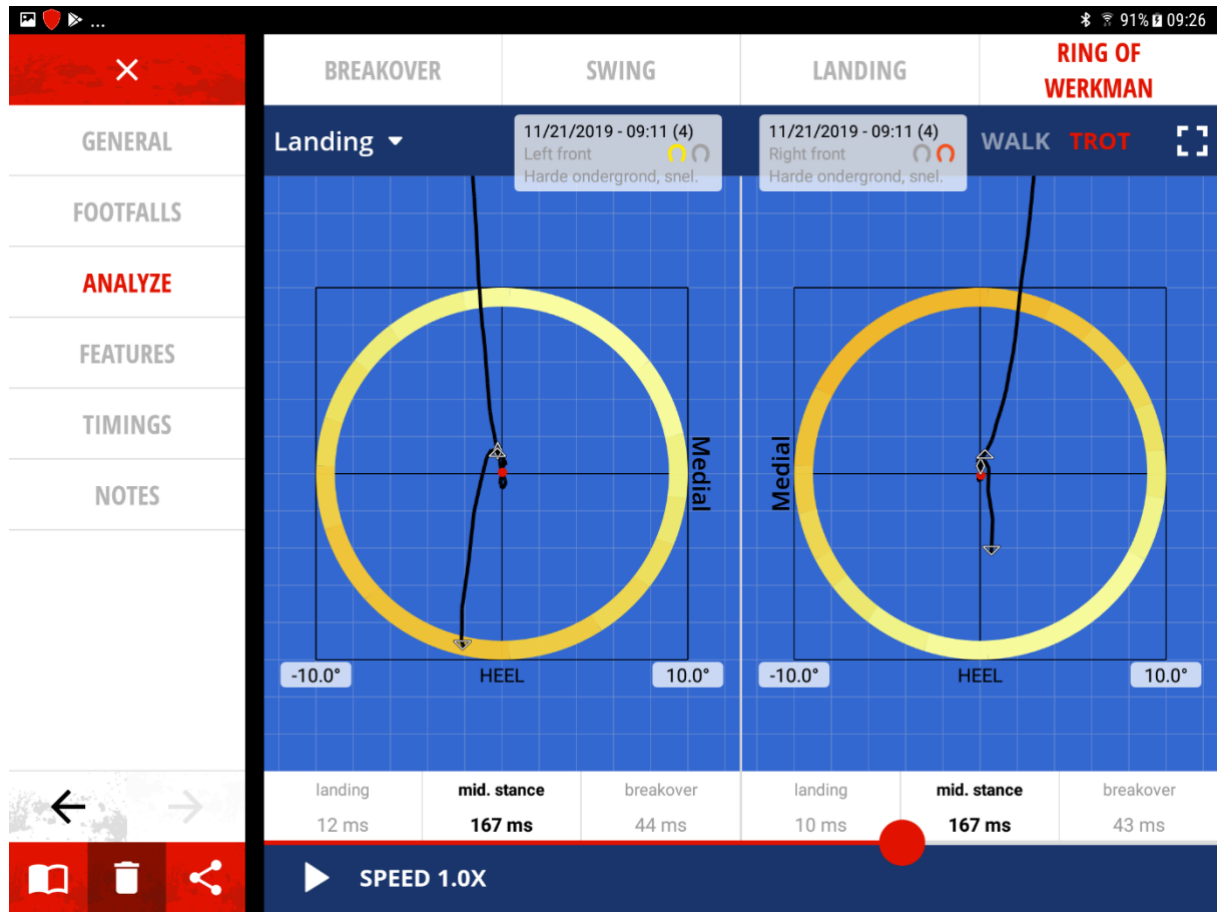 ... 91% 09:26
BREAKOVER
SWING
LANDING
RING OF
WERKMAN
GENERAL
FOOTFALLS
ANALYZE
FEATURES
TIMINGS
NOTES
Landing
11/21/2019 - 09:11 (4)
Left front
Harde ondergrond, snel.
11/21/2019 - 09:11 (4)
Right front
Harde ondergrond, snel.
WALK TROT
Medial
Medial
-10.0° HEEL 10.0°
-10.0° HEEL 10.0°
landing mid. stance breakover landing mid. stance breakover
12 ms 167 ms 44 ms 10 ms 167 ms 43 ms
SPEED 1.0X